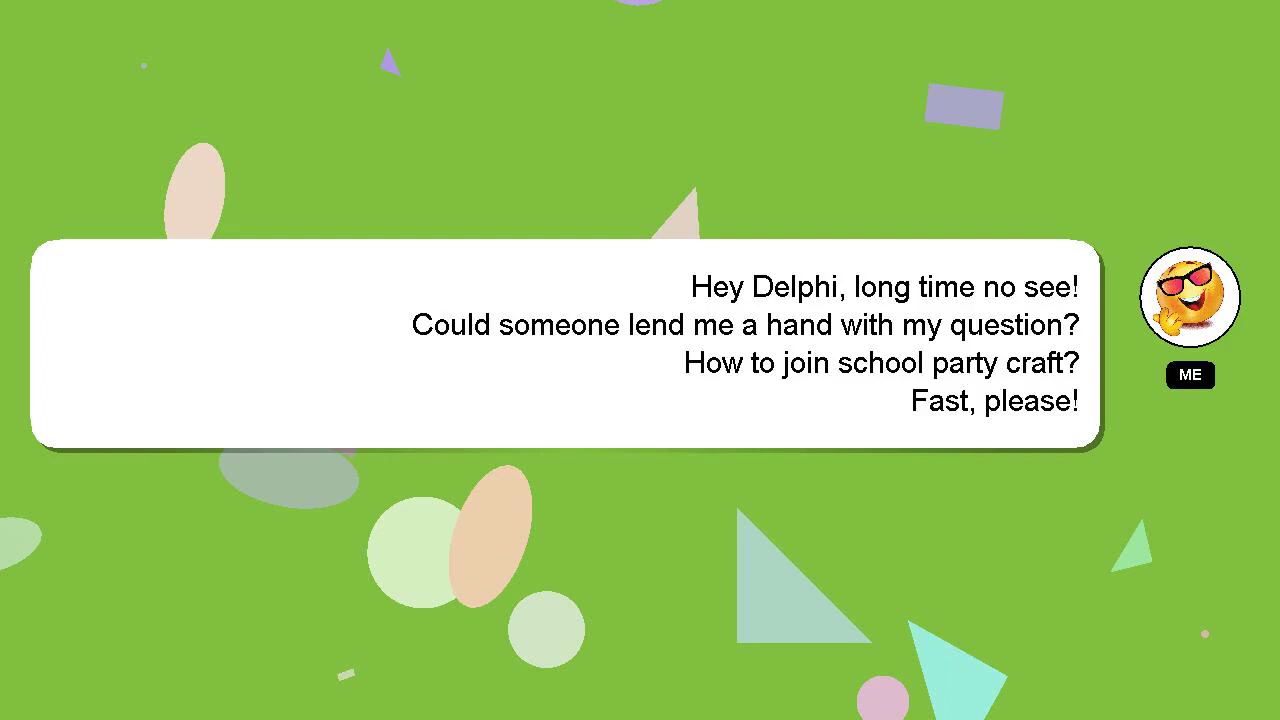 Hey Delphi, long time no see!
Could someone lend me a hand with my question?
How to join school party craft?
Fast, please!
ME